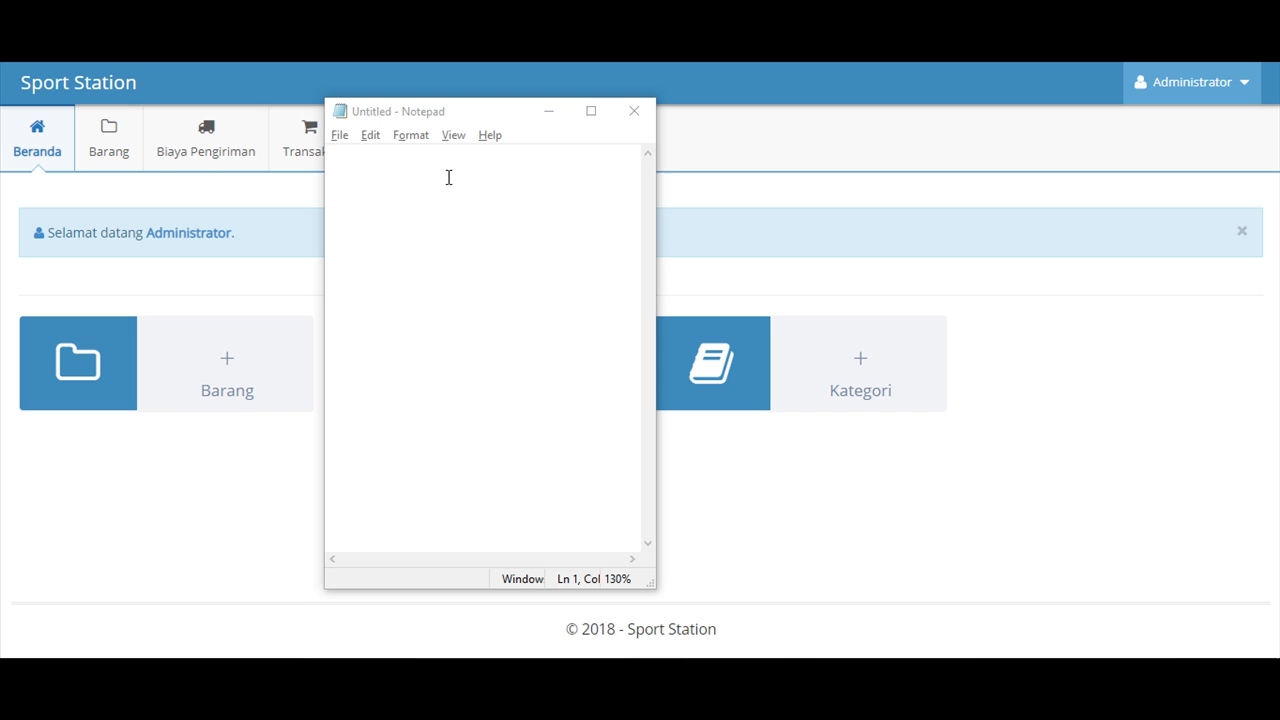 Sport Station
Administrator
Untitled - Notepad
File Edit Format View Help
Beranda Barang Biaya Pengiriman
Selamat datang Administrator.
Barang
Kategori
Window Ln 1, Col 130%
© 2018 - Sport Station